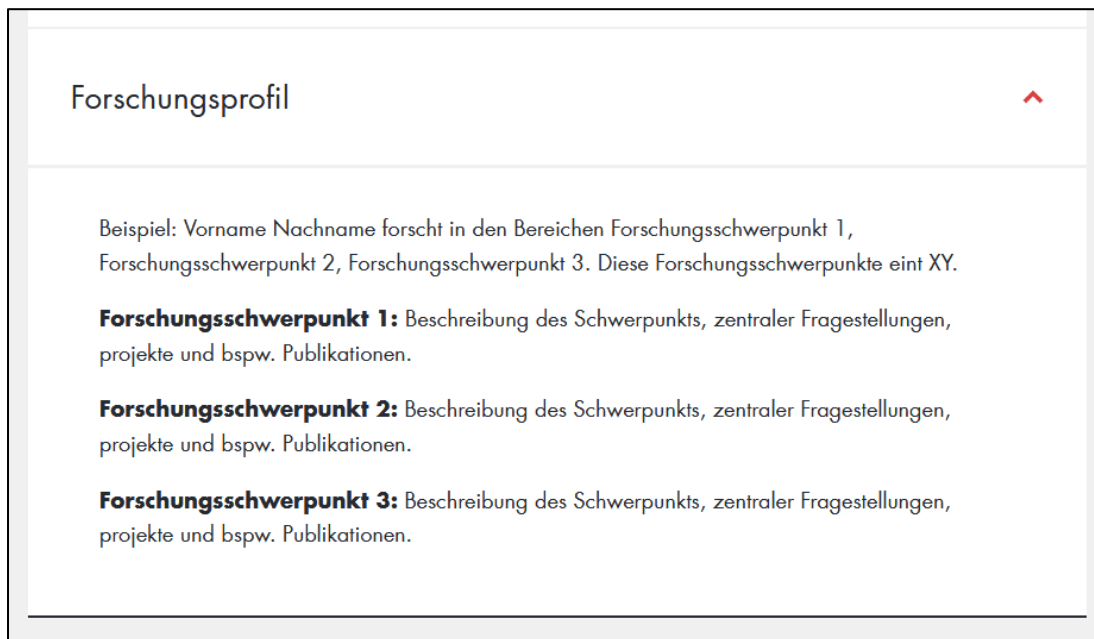 Forschungsprofil
Beispiel: Vorname Nachname forscht in den Bereichen Forschungsschwerpunkt 1,
Forschungsschwerpunkt 2, Forschungsschwerpunkt 3. Diese Forschungsschwerpunkte eint XY.
Forschungsschwerpunkt 1: Beschreibung des Schwerpunkts, zentraler Fragestellungen,
projekte und bspw. Publikationen.
Forschungsschwerpunkt 2: Beschreibung des Schwerpunkts, zentraler Fragestellungen,
projekte und bspw. Publikationen.
Forschungsschwerpunkt 3: Beschreibung des Schwerpunkts, zentraler Fragestellungen,
projekte und bspw. Publikationen.